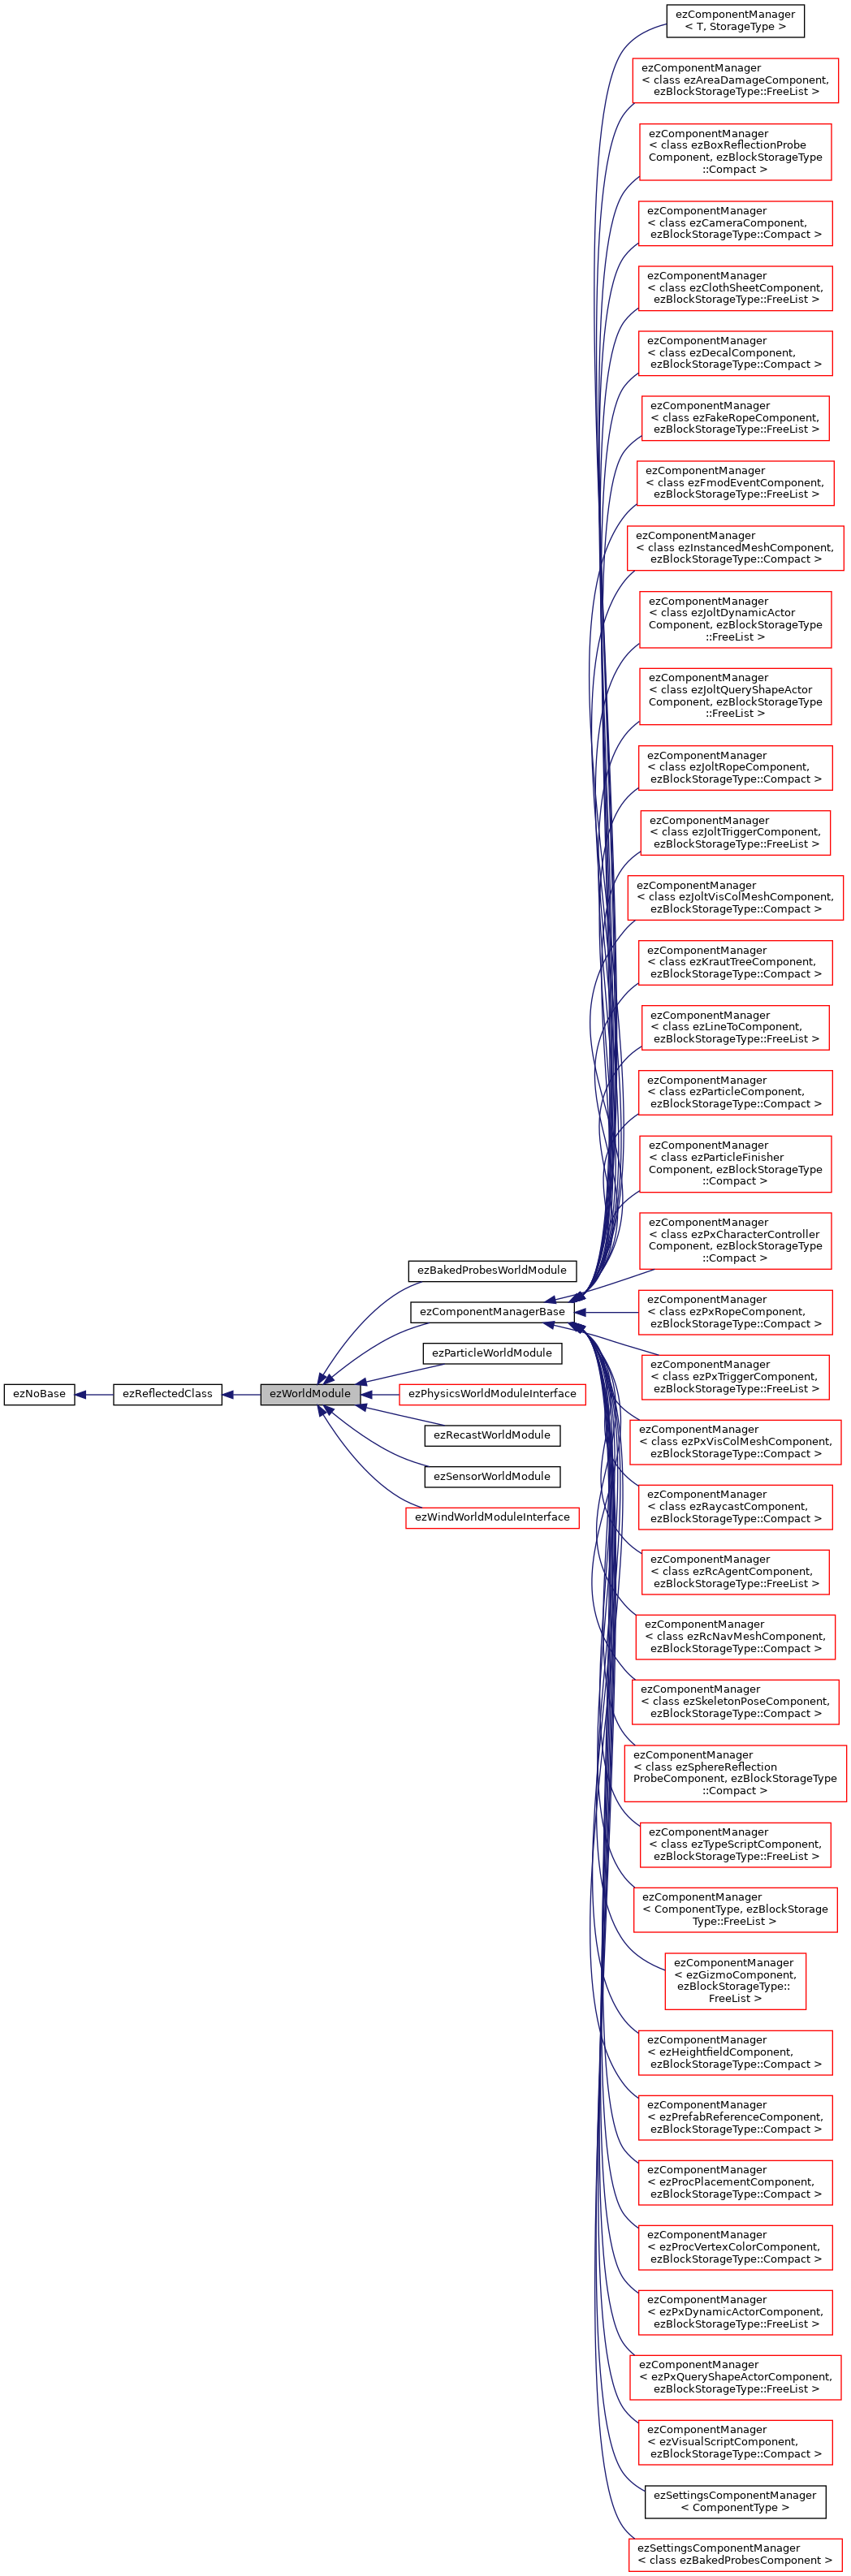 ezComponentManager
< T, StorageType >
ezComponentManager
< class ezAreaDamageComponent,
ezBlockStorageType::FreeList >
ezComponentManager
< class ezBoxReflectionProbe
Component, ezBlockStorageType
::Compact >
ezComponentManager
< class ezCameraComponent,
ezBlockStorageType::Compact >
ezComponentManager
< class ezClothSheetComponent,
ezBlockStorageType::FreeList >
ezComponentManager
< class ezDecalComponent,
ezBlockStorageType::Compact >
ezComponentManager
< class ezFakeRopeComponent,
ezBlockStorageType::FreeList >
ezComponentManager
< class ezFmodEventComponent,
ezBlockStorageType::FreeList >
ezComponentManager
< class ezInstancedMeshComponent,
ezBlockStorageType::Compact >
ezComponentManager
< class ezJoltDynamicActor
Component, ezBlockStorageType
::FreeList >
ezComponentManager
< class ezJoltQueryShapeActor
Component, ezBlockStorageType
::FreeList >
ezComponentManager
< class ezJoltRopeComponent,
ezBlockStorageType::Compact >
ezComponentManager
< class ezJoltTriggerComponent,
ezBlockStorageType::FreeList >
ezComponentManager
< class ezJoltVisColMeshComponent,
ezBlockStorageType::Compact >
ezComponentManager
< class ezKrautTreeComponent,
ezBlockStorageType::Compact >
ezComponentManager
< class ezLineToComponent,
ezBlockStorageType::FreeList >
ezComponentManager
< class ezParticleComponent,
ezBlockStorageType::Compact >
ezComponentManager
< class ezParticleFinisher
Component, ezBlockStorageType
::Compact >
ezComponentManager
< class ezPxCharacterController
Component, ezBlockStorageType
::Compact >
ezBakedProbesWorldModule
ezComponentManagerBase
ezComponentManager
< class ezPxRopeComponent,
ezBlockStorageType::Compact >
ezParticleWorldModule
ezComponentManager
< class ezPxTriggerComponent,
ezBlockStorageType::FreeList >
ezNoBase
ezReflectedClass
ezWorldModule
ezPhysicsWorldModuleInterface
ezRecastWorldModule
ezComponentManager
< class ezPxVisColMeshComponent,
ezBlockStorageType::Compact >
ezSensorWorldModule
ezWindWorldModuleInterface
ezComponentManager
< class ezRaycastComponent,
ezBlockStorageType::Compact >
ezComponentManager
< class ezRcAgentComponent,
ezBlockStorageType::FreeList >
ezComponentManager
< class ezRcNavMeshComponent,
ezBlockStorageType::Compact >
ezComponentManager
< class ezSkeletonPoseComponent,
ezBlockStorageType::Compact >
ezComponentManager
< class ezSphereReflection
ProbeComponent, ezBlockStorageType
::Compact >
ezComponentManager
< class ezTypeScriptComponent,
ezBlockStorageType::FreeList >
ezComponentManager
< ComponentType, ezBlockStorage
Type::FreeList >
ezComponentManager
< ezGizmoComponent,
ezBlockStorageType::
FreeList >
ezComponentManager
< ezHeightfieldComponent,
ezBlockStorageType::Compact >
ezComponentManager
< ezPrefabReferenceComponent,
ezBlockStorageType::Compact >
ezComponentManager
< ezProcPlacementComponent,
ezBlockStorageType::Compact >
ezComponentManager
< ezProcVertexColorComponent,
ezBlockStorageType::Compact >
ezComponentManager
< ezPxDynamicActorComponent,
ezBlockStorageType::FreeList >
ezComponentManager
< ezPxQueryShapeActorComponent,
ezBlockStorageType::FreeList >
ezComponentManager
< ezVisualScriptComponent,
ezBlockStorageType::Compact >
ezSettingsComponentManager
< ComponentType >
ezSettingsComponentManager
< class ezBakedProbesComponent >